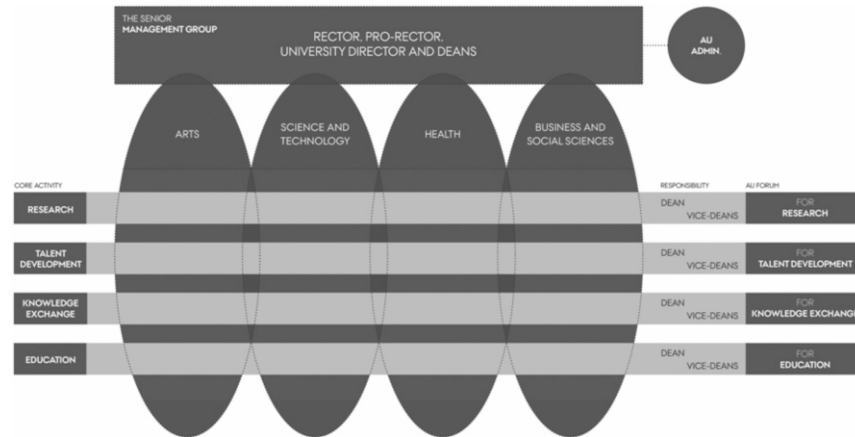 THE SENIOR
MANAGEMENT GROUP
RECTOR, PRO-RECTOR,
UNIVERSITY DIRECTOR AND DEANS
AU
ADMIN.
ARTS
SCIENCE AND
TECHNOLOGY
HEALTH
BUSINESS AND
SOCIAL SCIENCES
CORE ACTIVITY
RESPONSIBILITY
AU FORUM
RESEARCH
DEAN
VICE-DEANS
FOR
RESEARCH
TALENT
DEVELOPMENT
DEAN
VICE-DEANS
FOR
TALENT DEVELOPMENT
KNOWLEDGE
EXCHANGE
DEAN
VICE-DEANS
FOR
KNOWLEDGE EXCHANGE
EDUCATION
DEAN
VICE-DEANS
FOR
EDUCATION